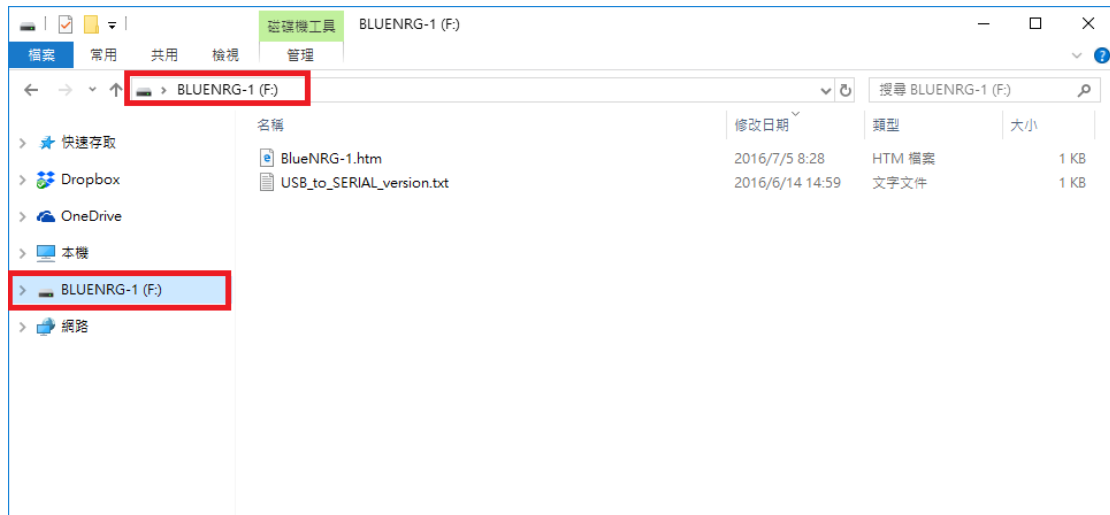 磁碟機工具 BLUENRG-1 (F:)
檔案 常用 共用 檢視 管理
BLUENRG-1 (F:) 搜尋 BLUENRG-1 (F:)
名稱 修改日期 類型 大小
快速存取
BlueNRG-1.htm 2016/7/5 8:28 HTM 檔案 1 KB
Dropbox
USB_to_SERIAL_version.txt 2016/6/14 14:59 文字文件 1 KB
OneDrive
本機
BLUENRG-1 (F:)
網路